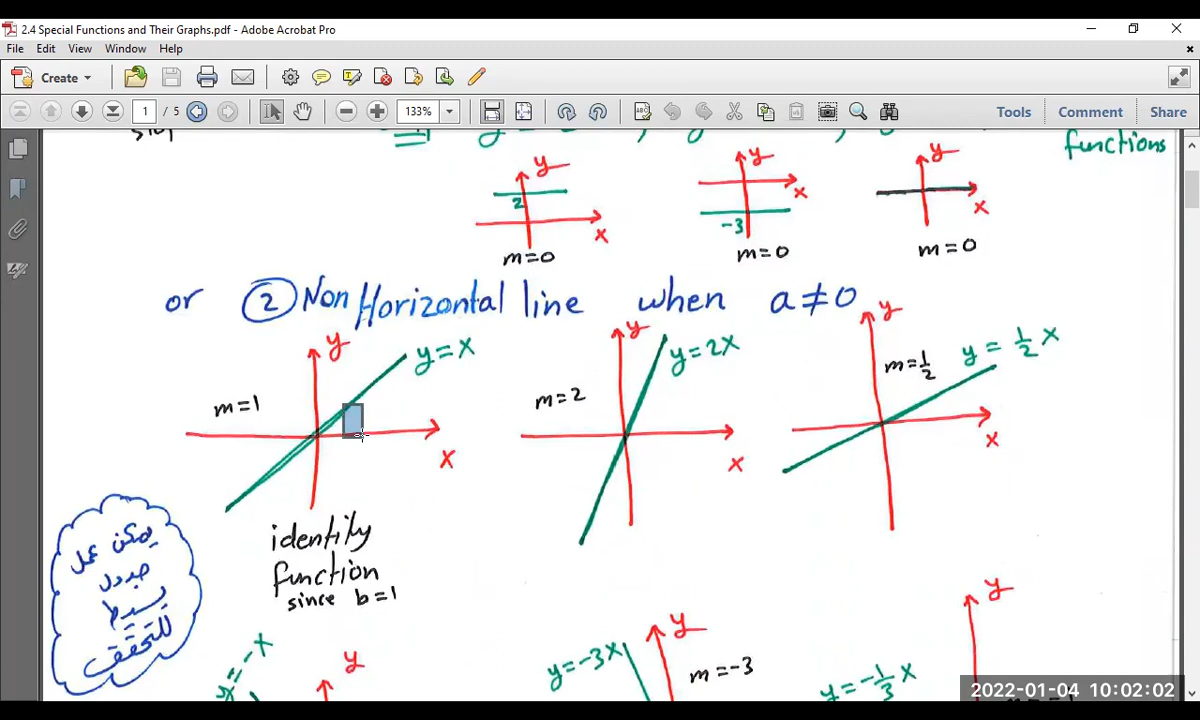 2.4 Special Functions and Their Graphs.pdf - Adobe Acrobat Pro
File Edit View Window Help
Create
1 / 5 133% Tools Comment Share
functions
y y y
2 x -3 x x
m=0 m=0 m=0
or ② Non Horizontal line when a≠0
y y=x y y=2x y m=1/2 y = 1/2 x
m=1 m=2
x x x
identity
function
since b=1
يمكن عمل
جدول
بسيط
للتحقق
y=-x y y=-3x y m=-3 y=-1/3 x y
2022-01-04 10:02:02